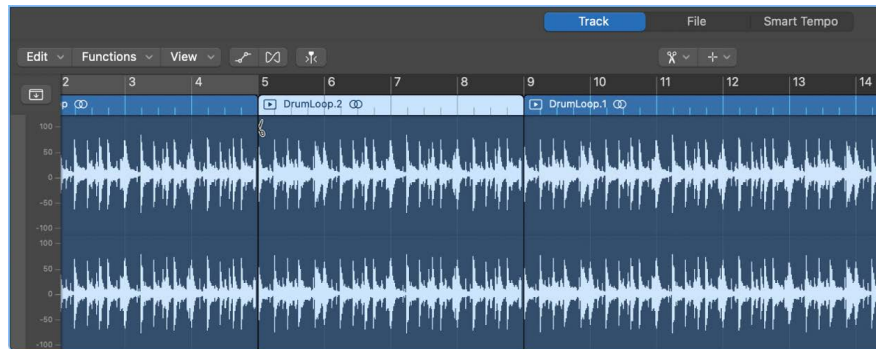 Track File Smart Tempo
Edit Functions View
2 3 4 5 6 7 8 9 10 11 12 13 14
p DrumLoop.2 DrumLoop.1
100
50
0
-50
-100
100
50
0
-50
-100